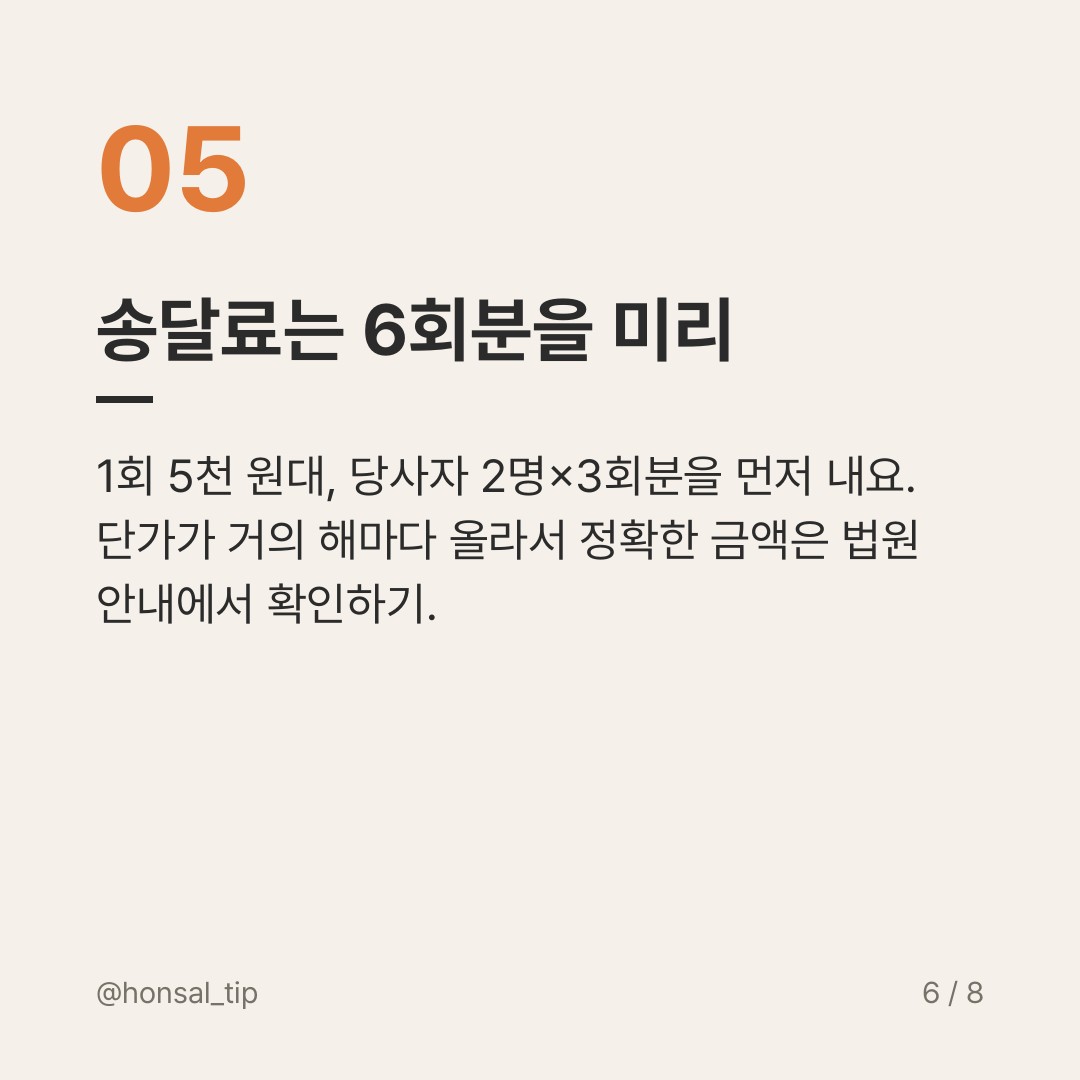 05
송달료는 6회분을 미리
1회 5천 원대, 당사자 2명×3회분을 먼저 내요.
단가가 거의 해마다 올라서 정확한 금액은 법원
안내에서 확인하기.
@honsal_tip
6 / 8